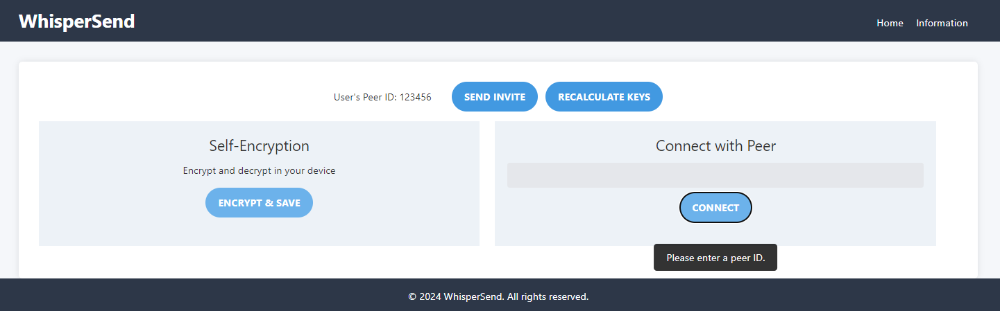 WhisperSend
Home Information
User's Peer ID: 123456 SEND INVITE RECALCULATE KEYS
Self-Encryption
Encrypt and decrypt in your device
ENCRYPT & SAVE
Connect with Peer
CONNECT
Please enter a peer ID.
© 2024 WhisperSend. All rights reserved.